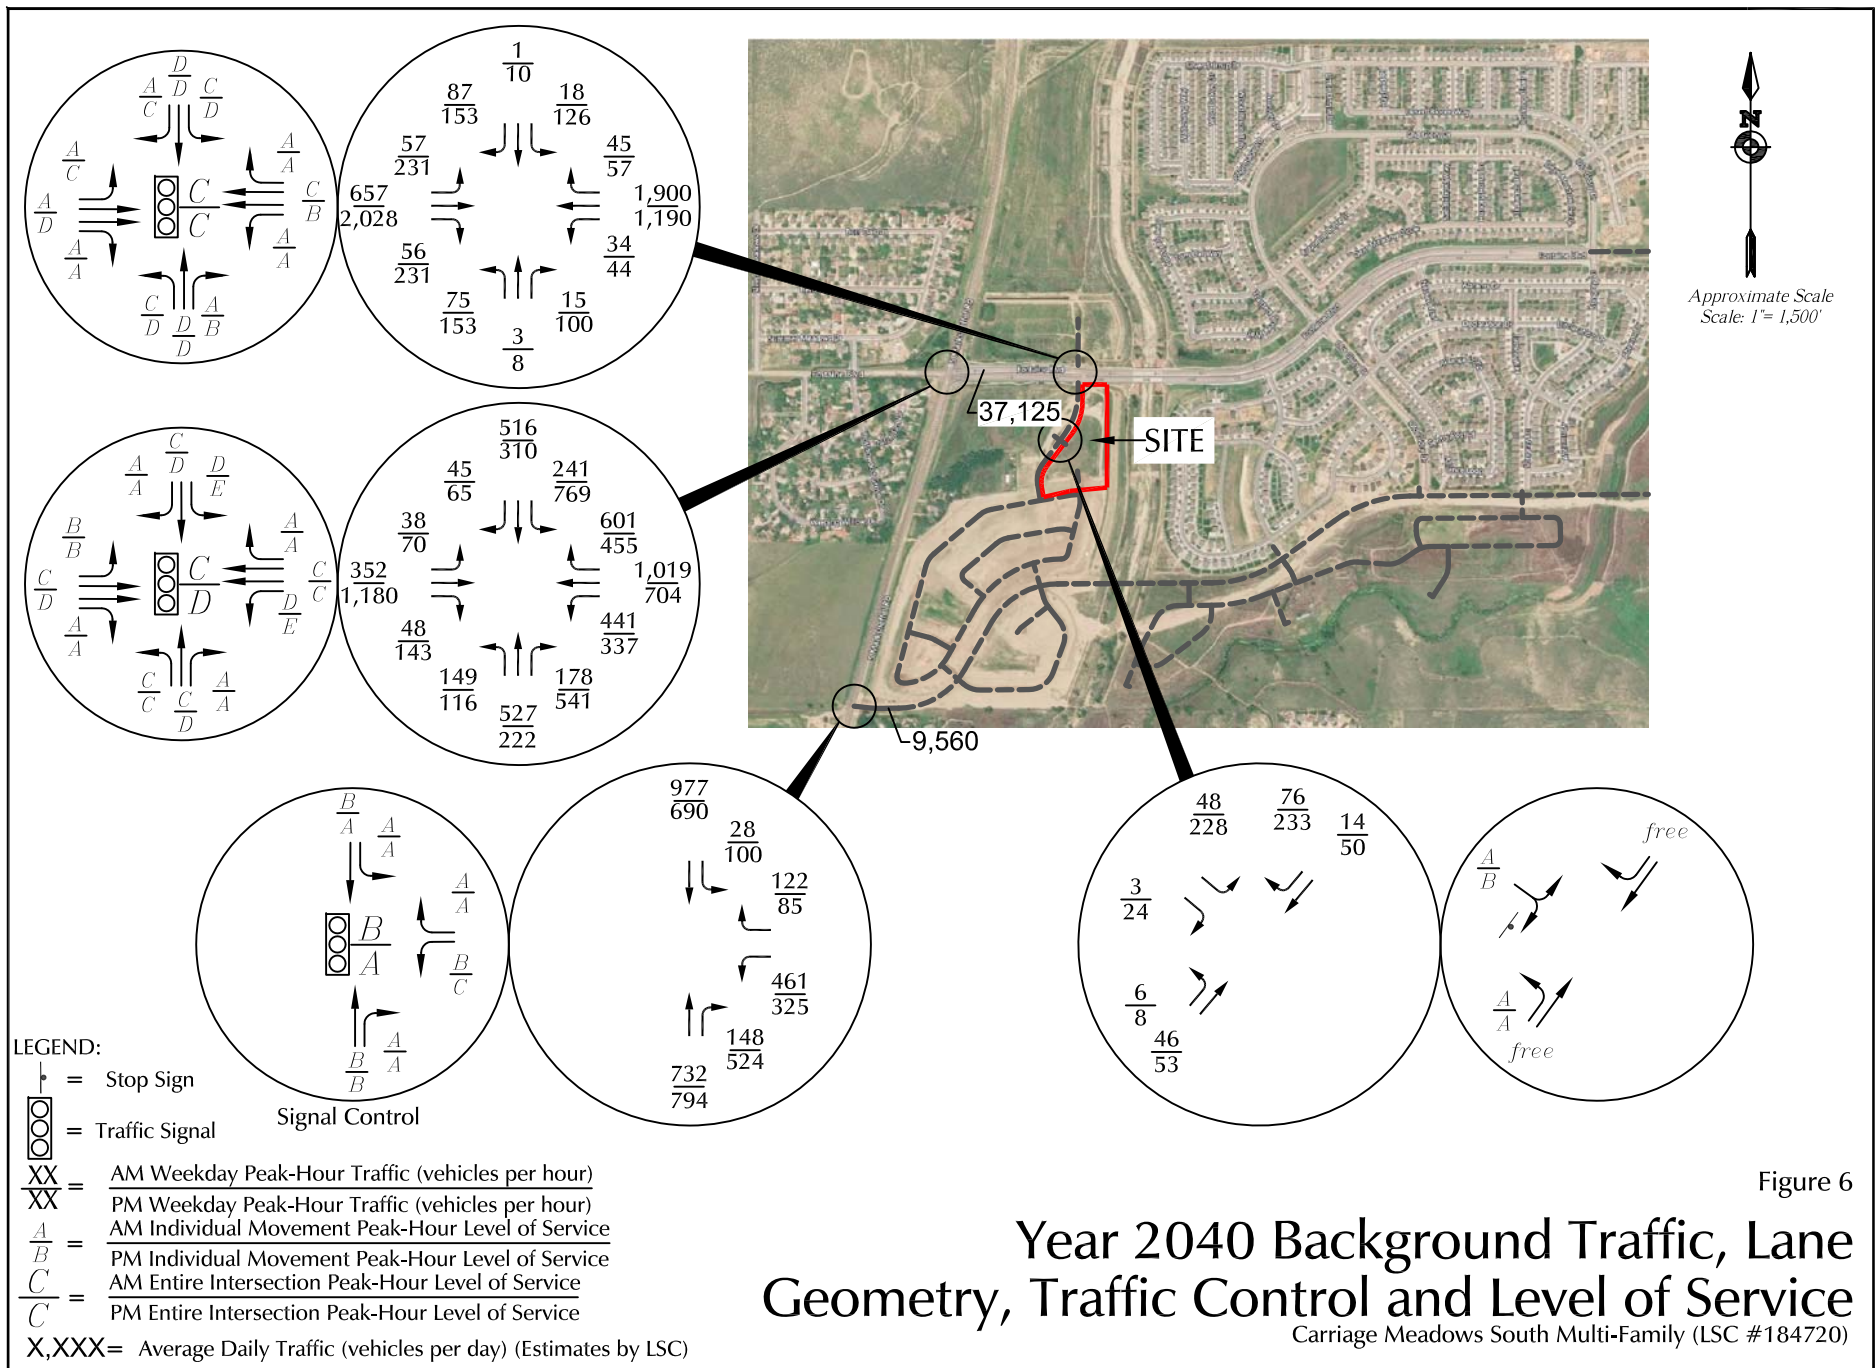 A
C
D
D
C
D
A
C
A
D
A
A
C
C
A
A
C
B
A
A
C
D
D
D
A
B
1
10
87
153
18
126
57
231
45
57
657
2,028
1,900
1,190
56
231
34
44
75
153
15
100
3
8
N
Approximate Scale
Scale: 1"= 1,500'
37,125
SITE
9,560
A
A
C
D
D
E
B
B
C
D
A
A
C
D
A
A
C
C
D
E
C
C
C
D
A
A
516
310
45
65
241
769
38
70
601
455
352
1,180
1,019
704
48
143
441
337
149
116
178
541
527
222
B
A
A
A
A
A
B
A
B
C
B
B
A
A
Signal Control
977
690
28
100
122
85
461
325
148
524
732
794
48
228
76
233
14
50
3
24
6
8
46
53
A
B
free
A
A
free
LEGEND:
= Stop Sign
= Traffic Signal
XX
XX
=
AM Weekday Peak-Hour Traffic (vehicles per hour)
PM Weekday Peak-Hour Traffic (vehicles per hour)
A
B
=
AM Individual Movement Peak-Hour Level of Service
PM Individual Movement Peak-Hour Level of Service
C
C
=
AM Entire Intersection Peak-Hour Level of Service
PM Entire Intersection Peak-Hour Level of Service
X,XXX= Average Daily Traffic (vehicles per day) (Estimates by LSC)
Figure 6
Year 2040 Background Traffic, Lane
Geometry, Traffic Control and Level of Service
Carriage Meadows South Multi-Family (LSC #184720)